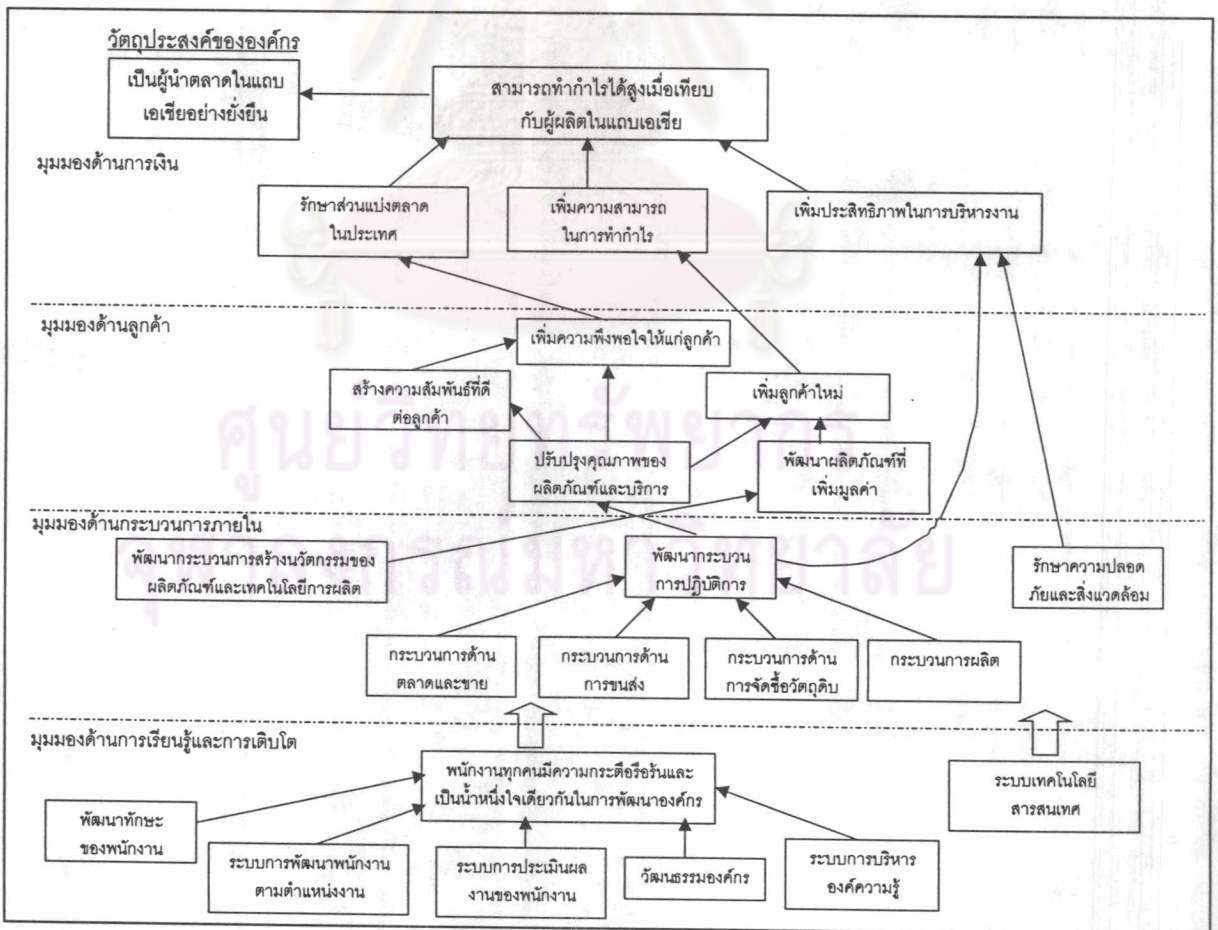 วัตถุประสงค์ขององค์กร
เป็นผู้นำตลาดในแถบ
เอเชียอย่างยั่งยืน
สามารถทำกำไรได้สูงเมื่อเทียบ
กับผู้ผลิตในแถบเอเชีย
มุมมองด้านการเงิน
รักษาส่วนแบ่งตลาด
ในประเทศ
เพิ่มความสามารถ
ในการทำกำไร
เพิ่มประสิทธิภาพในการบริหารงาน
มุมมองด้านลูกค้า
เพิ่มความพึงพอใจให้แก่ลูกค้า
สร้างความสัมพันธ์ที่ดี
ต่อลูกค้า
เพิ่มลูกค้าใหม่
ศูนย์วิทยทรัพยากร
ปรับปรุงคุณภาพของ
ผลิตภัณฑ์และบริการ
พัฒนาผลิตภัณฑ์ที่
เพิ่มมูลค่า
มุมมองด้านกระบวนการภายใน
จุฬาลงกรณ์มหาวิทยาลัย
พัฒนากระบวนการสร้างนวัตกรรมของ
ผลิตภัณฑ์และเทคโนโลยีการผลิต
พัฒนากระบวน
การปฏิบัติการ
รักษาความปลอด
ภัยและสิ่งแวดล้อม
กระบวนการด้าน
ตลาดและขาย
กระบวนการด้าน
การขนส่ง
กระบวนการด้าน
การจัดซื้อวัตถุดิบ
กระบวนการผลิต
มุมมองด้านการเรียนรู้และการเติบโต
พนักงานทุกคนมีความกระตือรือร้นและ
เป็นน้ำหนึ่งใจเดียวกันในการพัฒนาองค์กร
ระบบเทคโนโลยี
สารสนเทศ
พัฒนาทักษะ
ของพนักงาน
ระบบการพัฒนาพนักงาน
ตามตำแหน่งงาน
ระบบการประเมินผล
งานของพนักงาน
วัฒนธรรมองค์กร
ระบบการบริหาร
องค์ความรู้